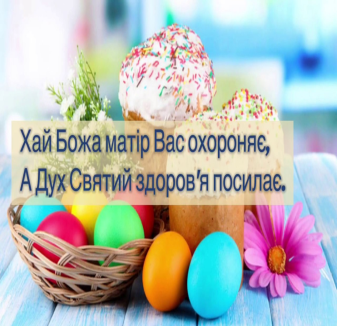 Хай Божа матір Вас охороняє,
А Дух Святий здоров'я посилає.